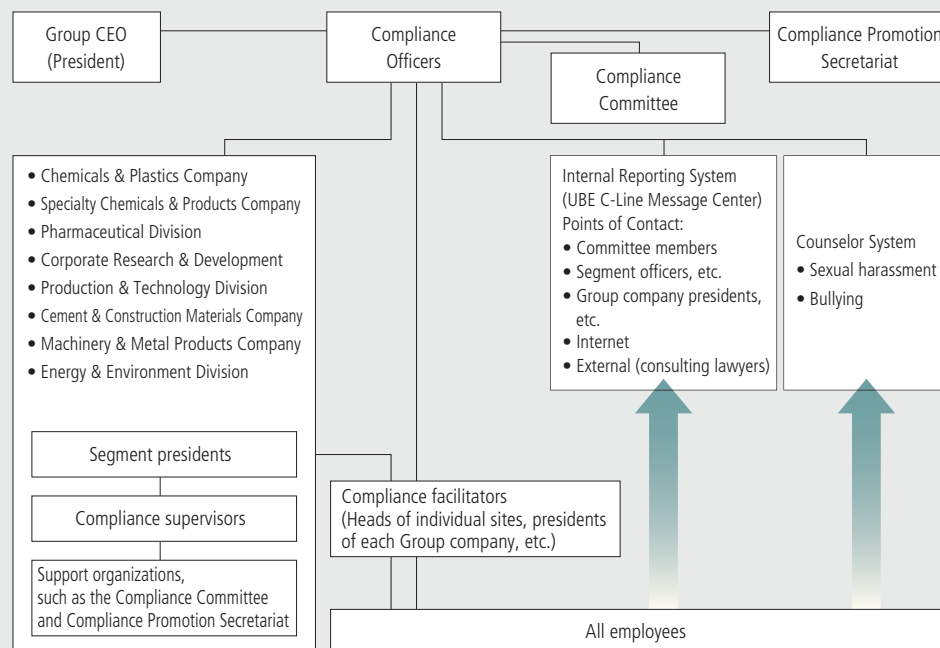 Group CEO
(President)
Compliance
Officers
Compliance Promotion
Secretariat
Compliance
Committee
• Chemicals & Plastics Company
• Specialty Chemicals & Products Company
• Pharmaceutical Division
• Corporate Research & Development
• Production & Technology Division
• Cement & Construction Materials Company
• Machinery & Metal Products Company
• Energy & Environment Division
Segment presidents
Compliance supervisors
Support organizations,
such as the Compliance Committee
and Compliance Promotion Secretariat
Internal Reporting System
(UBE C-Line Message Center)
Points of Contact:
• Committee members
• Segment officers, etc.
• Group company presidents,
etc.
• Internet
• External (consulting lawyers)
Counselor System
• Sexual harassment
• Bullying
Compliance facilitators
(Heads of individual sites, presidents
of each Group company, etc.)
All employees